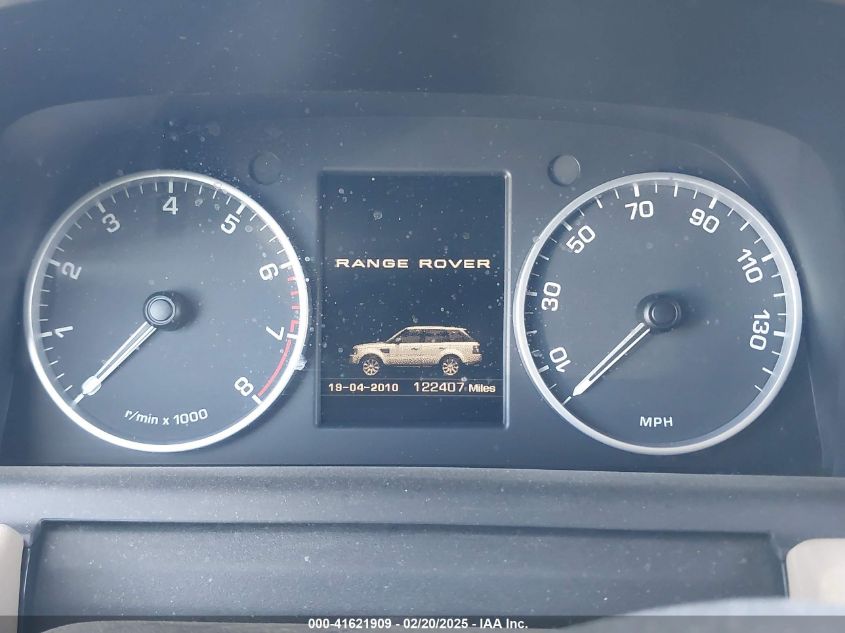 1 2 3 4 5 6 7 8
r/min x 1000
RANGE ROVER
19-04-2010 122407 Miles
10 30 50 70 90 110 130
MPH
000-41621909 - 02/20/2025 - IAA Inc.